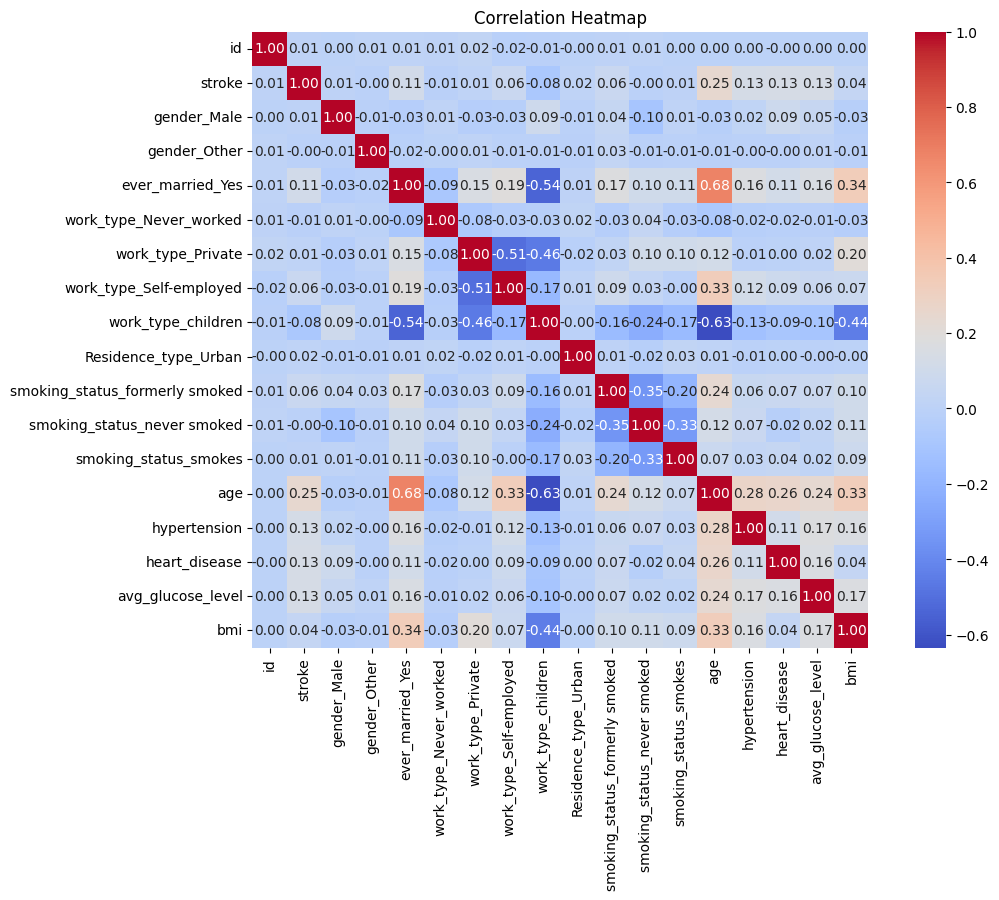 Correlation Heatmap
id 1.00 0.01 0.00 0.01 0.01 0.01 0.02 -0.02 -0.01 -0.00 0.01 0.01 0.00 0.00 0.00 -0.00 0.00 0.00
stroke 0.01 1.00 0.01 -0.00 0.11 -0.01 0.01 0.06 -0.08 0.02 0.06 -0.00 0.01 0.25 0.13 0.13 0.13 0.04
gender_Male 0.00 0.01 1.00 -0.01 -0.03 0.01 -0.03 -0.03 0.09 -0.01 0.04 -0.10 0.01 -0.03 0.02 0.09 0.05 -0.03
gender_Other 0.01 -0.00 -0.01 1.00 -0.02 -0.00 0.01 -0.01 -0.01 -0.01 0.03 -0.01 -0.01 -0.01 -0.00 -0.00 0.01 -0.01
ever_married_Yes 0.01 0.11 -0.03 -0.02 1.00 -0.09 0.15 0.19 -0.54 0.01 0.17 0.10 0.11 0.68 0.16 0.11 0.16 0.34
work_type_Never_worked 0.01 -0.01 0.01 -0.00 -0.09 1.00 -0.08 -0.03 -0.03 0.02 -0.03 0.04 -0.03 -0.08 -0.02 -0.02 -0.01 -0.03
work_type_Private 0.02 0.01 -0.03 0.01 0.15 -0.08 1.00 -0.51 -0.46 -0.02 0.03 0.10 0.10 0.12 -0.01 0.00 0.02 0.20
work_type_Self-employed -0.02 0.06 -0.03 -0.01 0.19 -0.03 -0.51 1.00 -0.17 0.01 0.09 0.03 -0.00 0.33 0.12 0.09 0.06 0.07
work_type_children -0.01 -0.08 0.09 -0.01 -0.54 -0.03 -0.46 -0.17 1.00 -0.00 -0.16 -0.24 -0.17 -0.63 -0.13 -0.09 -0.10 -0.44
Residence_type_Urban -0.00 0.02 -0.01 -0.01 0.01 0.02 -0.02 0.01 -0.00 1.00 0.01 -0.02 0.03 0.01 -0.01 0.00 -0.00 -0.00
smoking_status_formerly smoked 0.01 0.06 0.04 0.03 0.17 -0.03 0.03 0.09 -0.16 0.01 1.00 -0.35 -0.20 0.24 0.06 0.07 0.07 0.10
smoking_status_never smoked 0.01 -0.00 -0.10 -0.01 0.10 0.04 0.10 0.03 -0.24 -0.02 -0.35 1.00 -0.33 0.12 0.07 -0.02 0.02 0.11
smoking_status_smokes 0.00 0.01 0.01 -0.01 0.11 -0.03 0.10 -0.00 -0.17 0.03 -0.20 -0.33 1.00 0.07 0.03 0.04 0.02 0.09
age 0.00 0.25 -0.03 -0.01 0.68 -0.08 0.12 0.33 -0.63 0.01 0.24 0.12 0.07 1.00 0.28 0.26 0.24 0.33
hypertension 0.00 0.13 0.02 -0.00 0.16 -0.02 -0.01 0.12 -0.13 -0.01 0.06 0.07 0.03 0.28 1.00 0.11 0.17 0.16
heart_disease -0.00 0.13 0.09 -0.00 0.11 -0.02 0.00 0.09 -0.09 0.00 0.07 -0.02 0.04 0.26 0.11 1.00 0.16 0.04
avg_glucose_level 0.00 0.13 0.05 0.01 0.16 -0.01 0.02 0.06 -0.10 -0.00 0.07 0.02 0.02 0.24 0.17 0.16 1.00 0.17
bmi 0.00 0.04 -0.03 -0.01 0.34 -0.03 0.20 0.07 -0.44 -0.00 0.10 0.11 0.09 0.33 0.16 0.04 0.17 1.00
id
stroke
gender_Male
gender_Other
ever_married_Yes
work_type_Never_worked
work_type_Private
work_type_Self-employed
work_type_children
Residence_type_Urban
smoking_status_formerly smoked
smoking_status_never smoked
smoking_status_smokes
age
hypertension
heart_disease
avg_glucose_level
bmi
1.0
0.8
0.6
0.4
0.2
0.0
−0.2
−0.4
−0.6